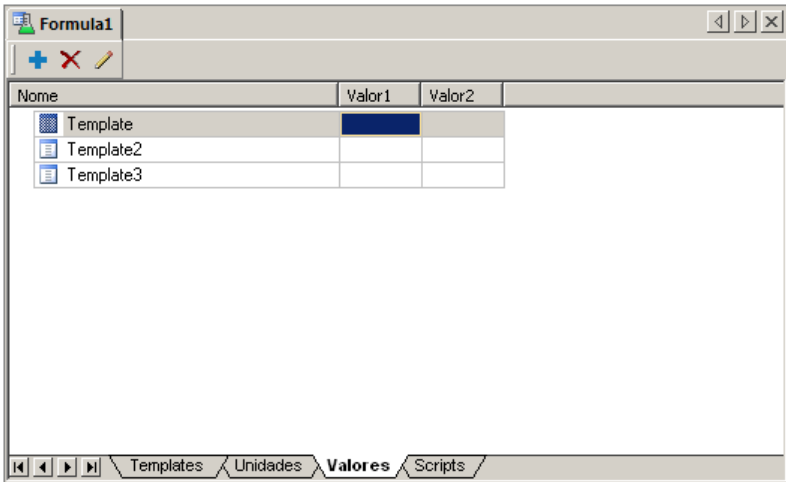 Formula1
Nome Valor1 Valor2
Template
Template2
Template3
Templates Unidades Valores Scripts